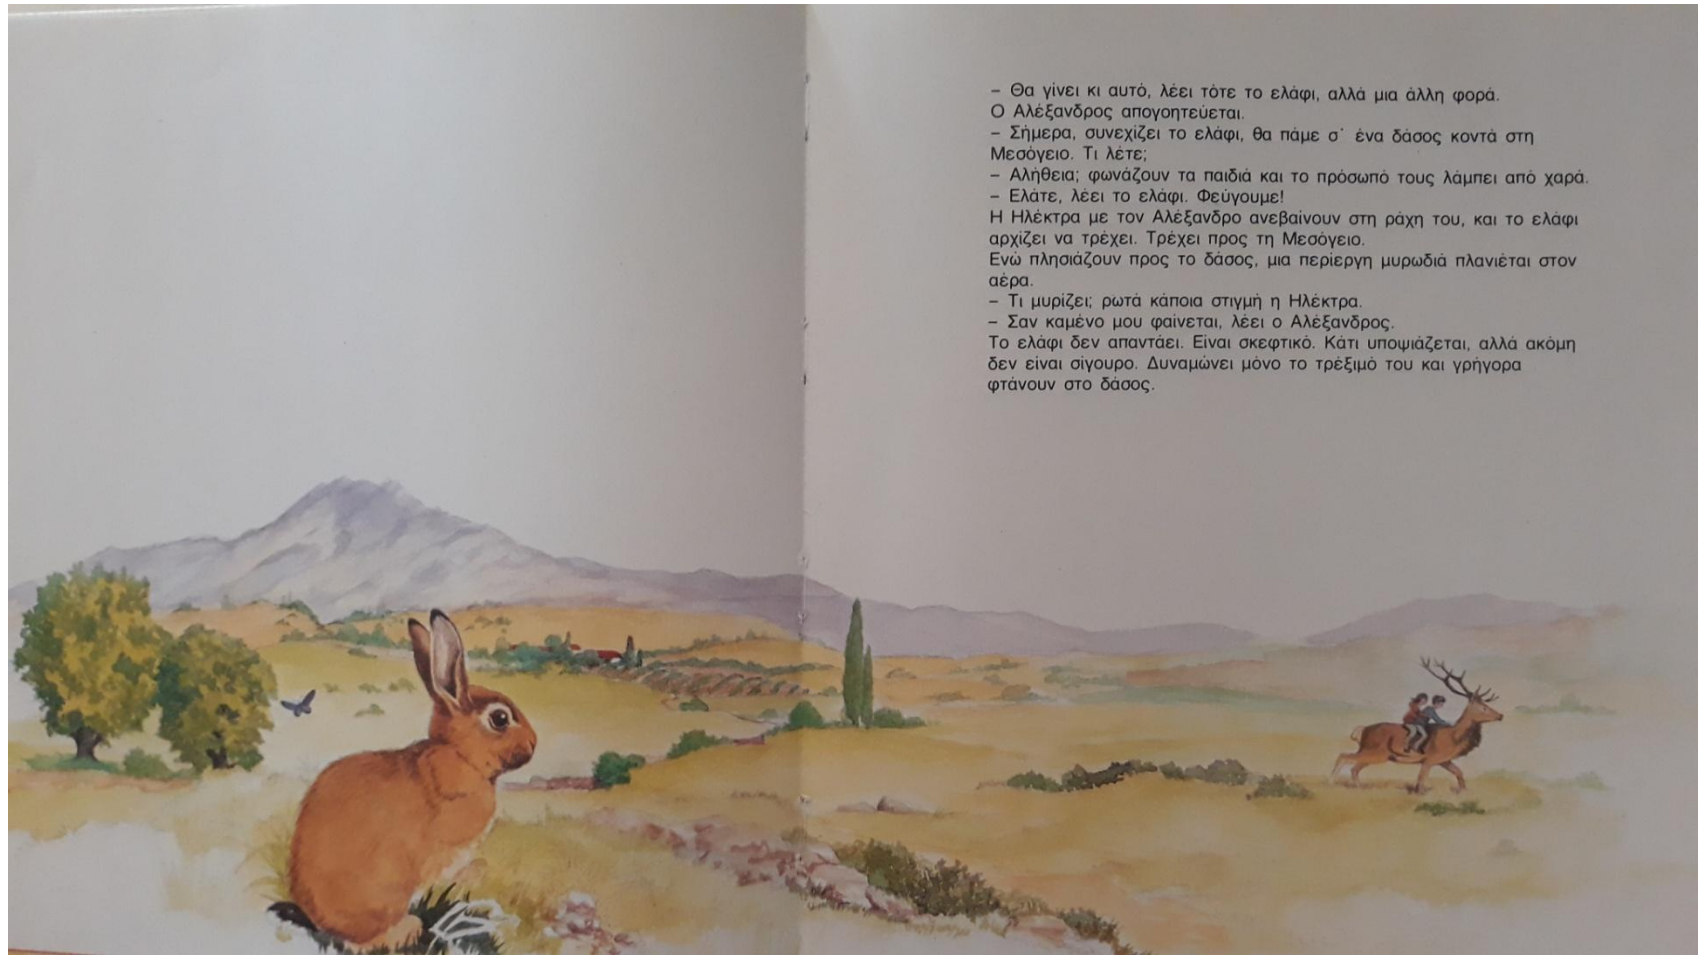 – Θα γίνει κι αυτό, λέει τότε το ελάφι, αλλά μια άλλη φορά.
Ο Αλέξανδρος απογοητεύεται.
– Σήμερα, συνεχίζει το ελάφι, θα πάμε σ' ένα δάσος κοντά στη
Μεσόγειο. Τι λέτε;
– Αλήθεια; φωνάζουν τα παιδιά και το πρόσωπό τους λάμπει από χαρά.
– Ελάτε, λέει το ελάφι. Φεύγουμε!
Η Ηλέκτρα με τον Αλέξανδρο ανεβαίνουν στη ράχη του, και το ελάφι
αρχίζει να τρέχει. Τρέχει προς τη Μεσόγειο.
Ενώ πλησιάζουν προς το δάσος, μια περίεργη μυρωδιά πλανιέται στον
αέρα.
– Τι μυρίζει; ρωτά κάποια στιγμή η Ηλέκτρα.
– Σαν καμένο μου φαίνεται, λέει ο Αλέξανδρος.
Το ελάφι δεν απαντάει. Είναι σκεφτικό. Κάτι υποψιάζεται, αλλά ακόμη
δεν είναι σίγουρο. Δυναμώνει μόνο το τρέξιμό του και γρήγορα
φτάνουν στο δάσος.